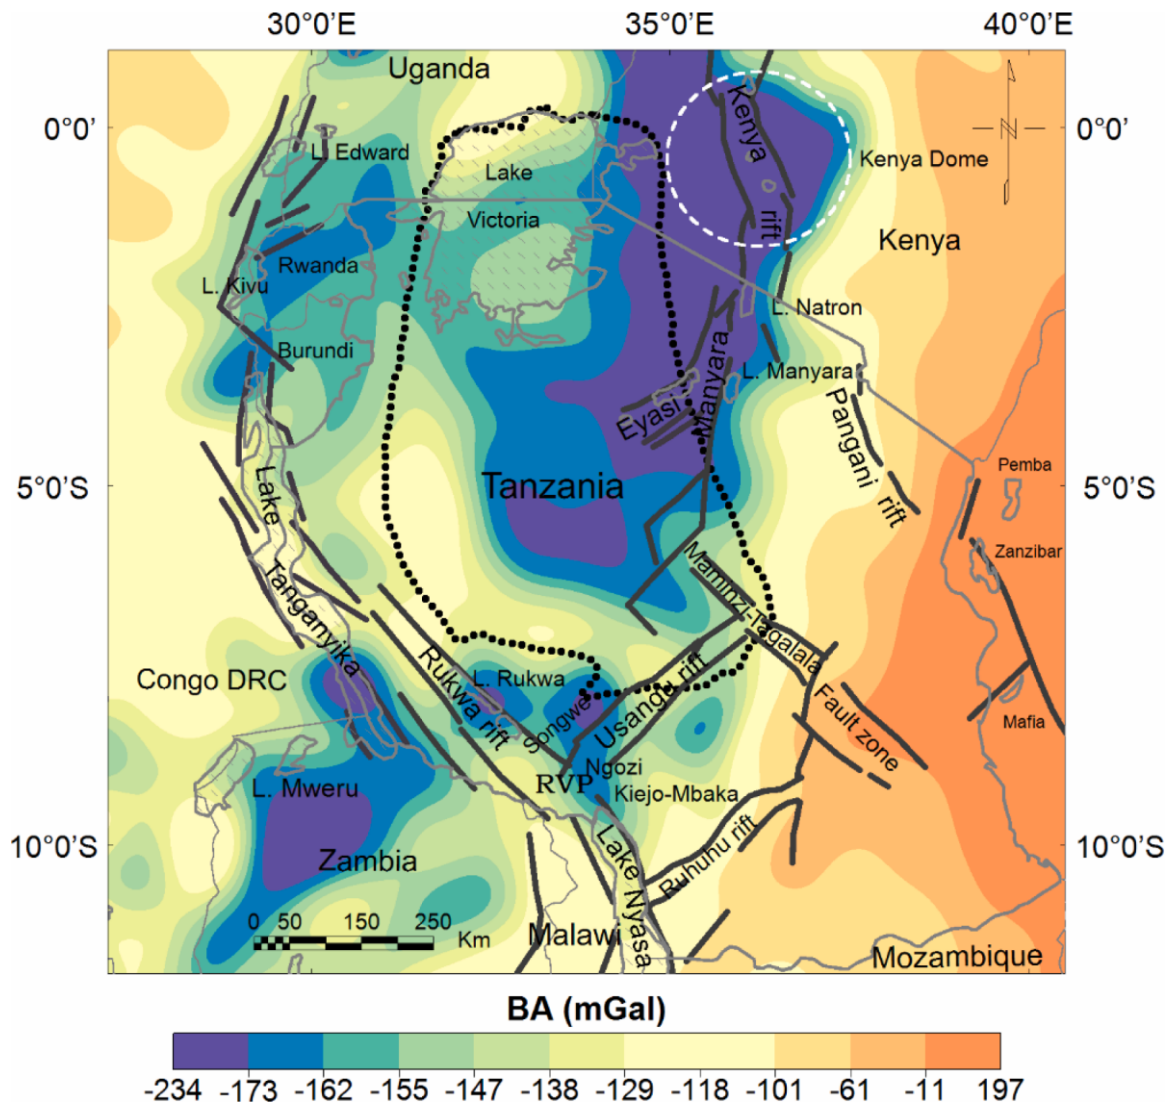 30°0’ 35°0’ 40°0’
Uganda
0°0’ 0°0’
Kenya
rift
L. Edward
Lake
Kenya Dome
Victoria
Kenya
Rwanda
L. Kivu
L. Natron
Burundi
L. Manyara
Manyara
Eyasi
Pangani rift
Lake
Tanganyika
Tanzania
Pemba
5°0’S 5°0’S
Zanzibar
Maminzi-Tagalala
Fault zone
Congo DRC
Rukwa rift
L. Rukwa
Songwe
Usangu rift
Mafia
Ngozi
RVP
Kiejo-Mbaka
L. Mweru
10°0’S 10°0’S
Zambia
Lake Nyasa
Ruhuhu rift
0 50 150 250
Km
Malawi
Mozambique
N
BA (mGal)
-234 -173 -162 -155 -147 -138 -129 -118 -101 -61 -11 197